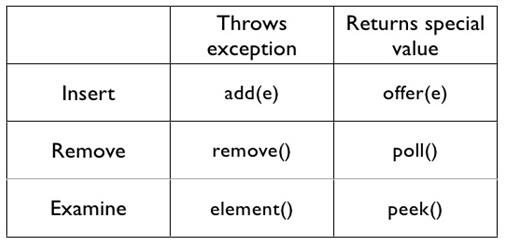 Throws Returns special
exception value
Insert add(e) offer(e)
Remove remove() poll()
Examine element() peek()